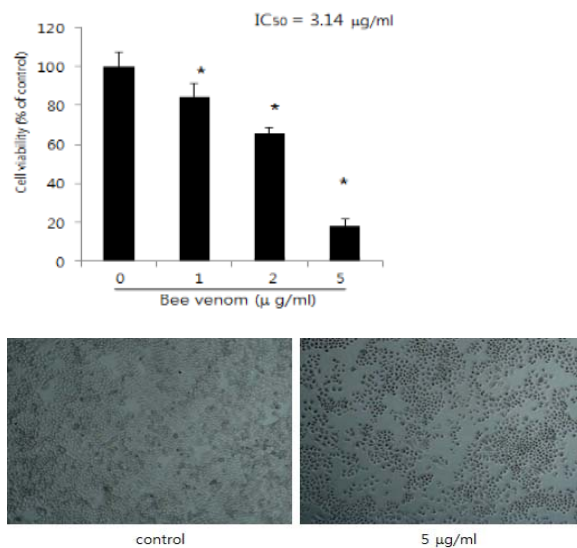 IC50 = 3.14 μg/ml
Cell viability (% of control)
120
100
80
60
40
20
0
*
*
*
0 1 2 5
Bee venom (μ g/ml)
control
5 μg/ml